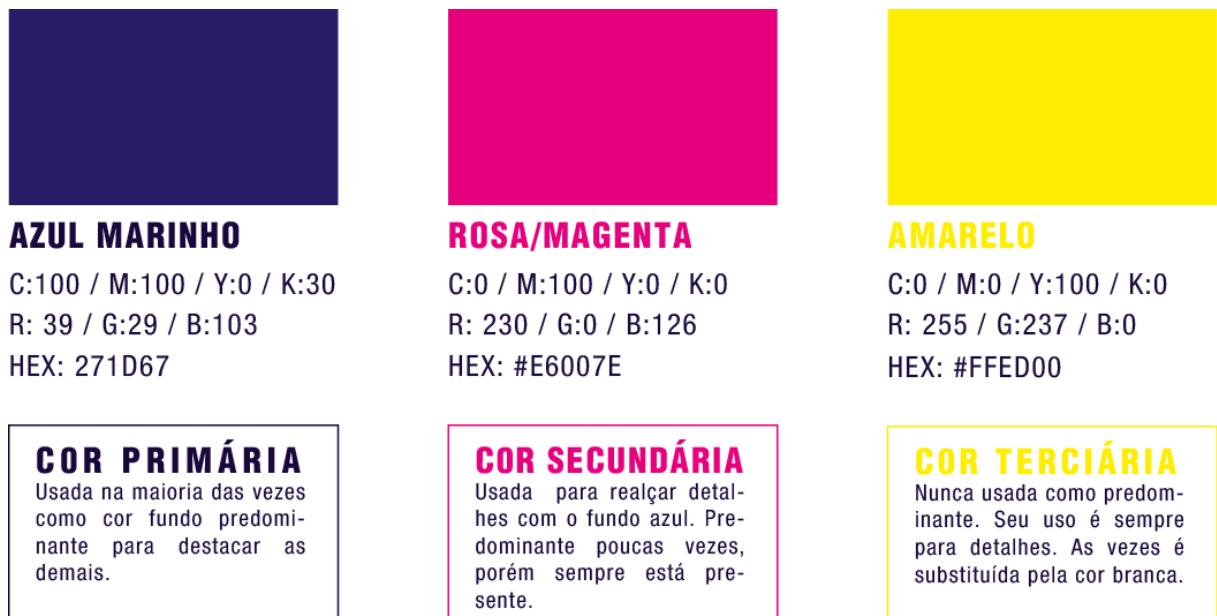 AZUL MARINHO
C:100 / M:100 / Y:0 / K:30
R: 39 / G:29 / B:103
HEX: 271D67
COR PRIMÁRIA
Usada na maioria das vezes
como cor fundo predomi-
nante para destacar as
demais.
ROSA/MAGENTA
C:0 / M:100 / Y:0 / K:0
R: 230 / G:0 / B:126
HEX: #E6007E
COR SECUNDÁRIA
Usada para realçar detal-
hes com o fundo azul. Pre-
dominante poucas vezes,
porém sempre está pre-
sente.
AMARELO
C:0 / M:0 / Y:100 / K:0
R: 255 / G:237 / B:0
HEX: #FFED00
COR TERCIÁRIA
Nunca usada como predom-
inante. Seu uso é sempre
para detalhes. As vezes é
substituída pela cor branca.